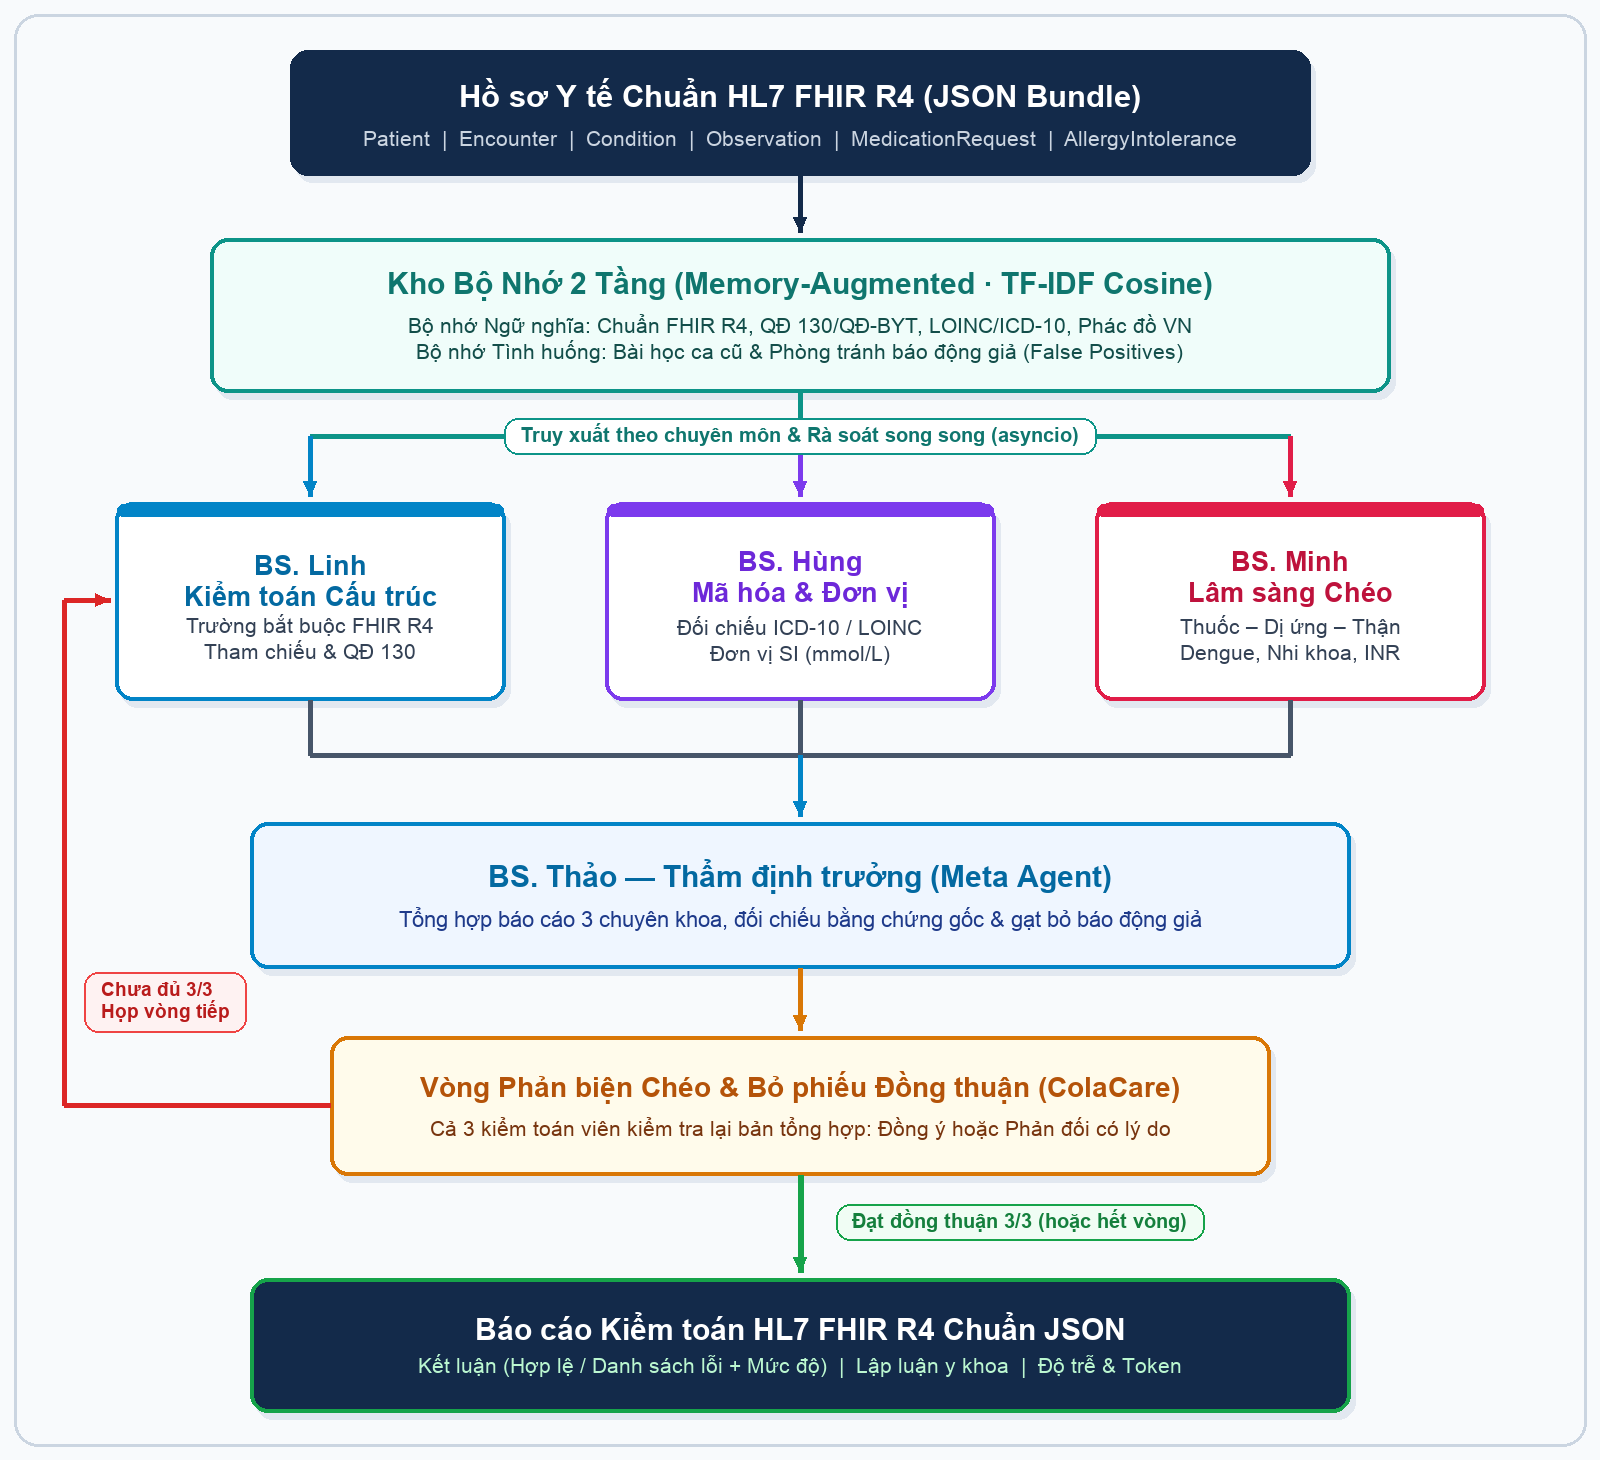 Hồ sơ Y tế Chuẩn HL7 FHIR R4 (JSON Bundle)
Patient | Encounter | Condition | Observation | MedicationRequest | AllergyIntolerance
Kho Bộ Nhớ 2 Tầng (Memory-Augmented · TF-IDF Cosine)
Bộ nhớ Ngữ nghĩa: Chuẩn FHIR R4, QĐ 130/QĐ-BYT, LOINC/ICD-10, Phác đồ VN
Bộ nhớ Tình huống: Bài học ca cũ & Phòng tránh báo động giả (False Positives)
Truy xuất theo chuyên môn & Rà soát song song (asyncio)
BS. Linh
Kiểm toán Cấu trúc
Trường bắt buộc FHIR R4
Tham chiếu & QĐ 130
BS. Hùng
Mã hóa & Đơn vị
Đối chiếu ICD-10 / LOINC
Đơn vị SI (mmol/L)
BS. Minh
Lâm sàng Chéo
Thuốc – Dị ứng – Thận
Dengue, Nhi khoa, INR
BS. Thảo — Thẩm định trưởng (Meta Agent)
Tổng hợp báo cáo 3 chuyên khoa, đối chiếu bằng chứng gốc & gạt bỏ báo động giả
Chưa đủ 3/3
Họp vòng tiếp
Vòng Phản biện Chéo & Bỏ phiếu Đồng thuận (ColaCare)
Cả 3 kiểm toán viên kiểm tra lại bản tổng hợp: Đồng ý hoặc Phản đối có lý do
Đạt đồng thuận 3/3 (hoặc hết vòng)
Báo cáo Kiểm toán HL7 FHIR R4 Chuẩn JSON
Kết luận (Hợp lệ / Danh sách lỗi + Mức độ) | Lập luận y khoa | Độ trễ & Token